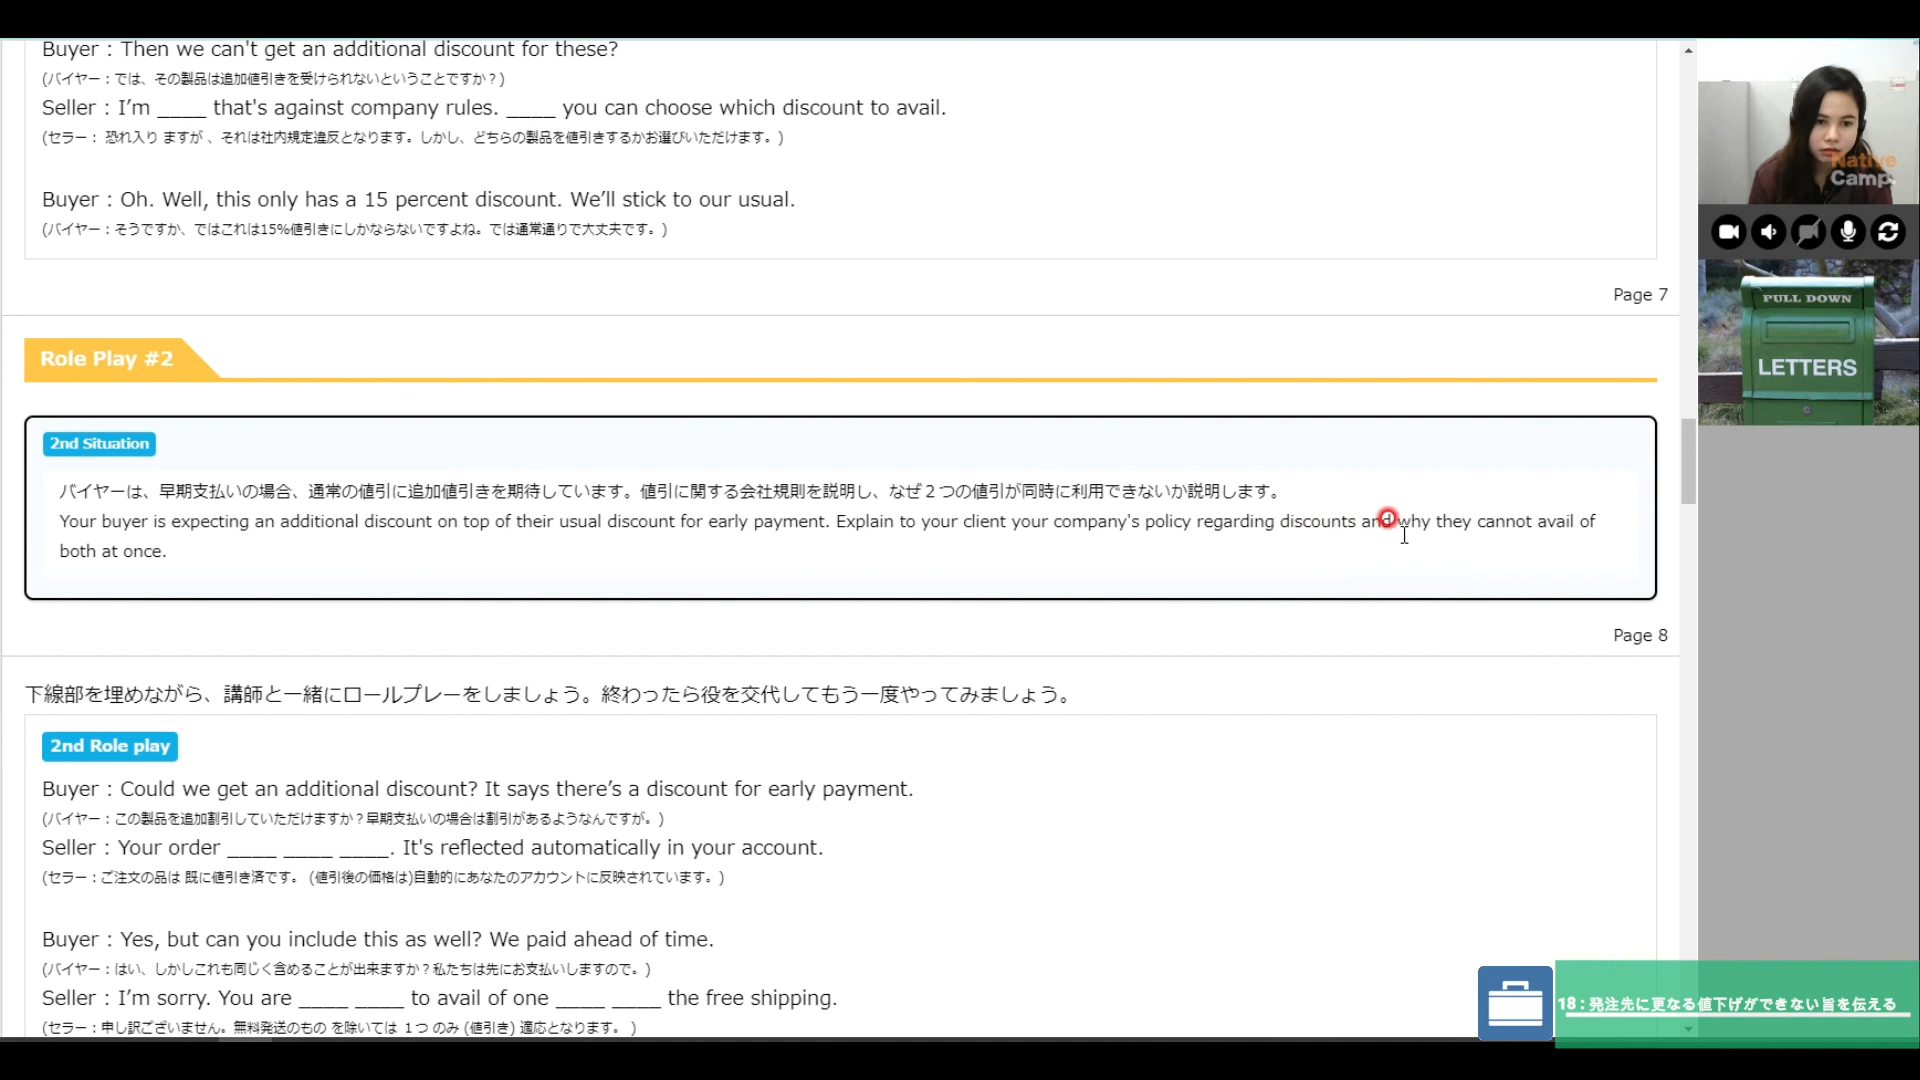 Buyer : Then we can't get an additional discount for these?
(バイヤー：では、その製品は追加値引きを受けられないということですか？)
Seller : I’m ____ that's against company rules. ____ you can choose which discount to avail.
(セラー： 恐れ入り ますが 、それは社内規定違反となります。しかし、どちらの製品を値引きするかお選びいただけます。)
Buyer : Oh. Well, this only has a 15 percent discount. We’ll stick to our usual.
(バイヤー：そうですか、ではこれは15%値引きにしかならないですよね。では通常通りで大丈夫です。)
Page 7
Role Play #2
2nd Situation
バイヤーは、早期支払いの場合、通常の値引に追加値引きを期待しています。値引に関する会社規則を説明し、なぜ２つの値引が同時に利用できないか説明します。
Your buyer is expecting an additional discount on top of their usual discount for early payment. Explain to your client your company's policy regarding discounts and why they cannot avail of
both at once.
Page 8
下線部を埋めながら、講師と一緒にロールプレーをしましょう。終わったら役を交代してもう一度やってみましょう。
2nd Role play
Buyer : Could we get an additional discount? It says there’s a discount for early payment.
(バイヤー：この製品を追加割引していただけますか？早期支払いの場合は割引があるようなんですが。)
Seller : Your order ____ ____ ____. It's reflected automatically in your account.
(セラー：ご注文の品は 既に値引き済です。 (値引後の価格は)自動的にあなたのアカウントに反映されています。)
Buyer : Yes, but can you include this as well? We paid ahead of time.
(バイヤー：はい、しかしこれも同じく含めることが出来ますか？私たちは先にお支払いしますので。)
Seller : I’m sorry. You are ____ ____ to avail of one ____ ____ the free shipping.
(セラー：申し訳ございません。無料発送のもの を除いては １つ のみ (値引き) 適応となります。 )
Native
Camp.
PULL DOWN
LETTERS
18：発注先に更なる値下げができない旨を伝える